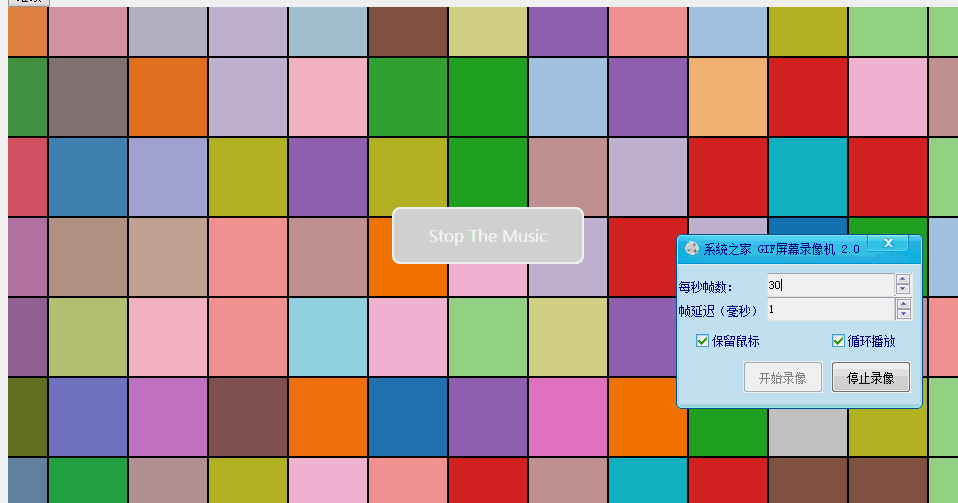 Stop The Music
系统之家 GIF屏幕录像机 2.0
每秒帧数：
30
帧延迟（毫秒）
1
保留鼠标
循环播放
开始录像
停止录像